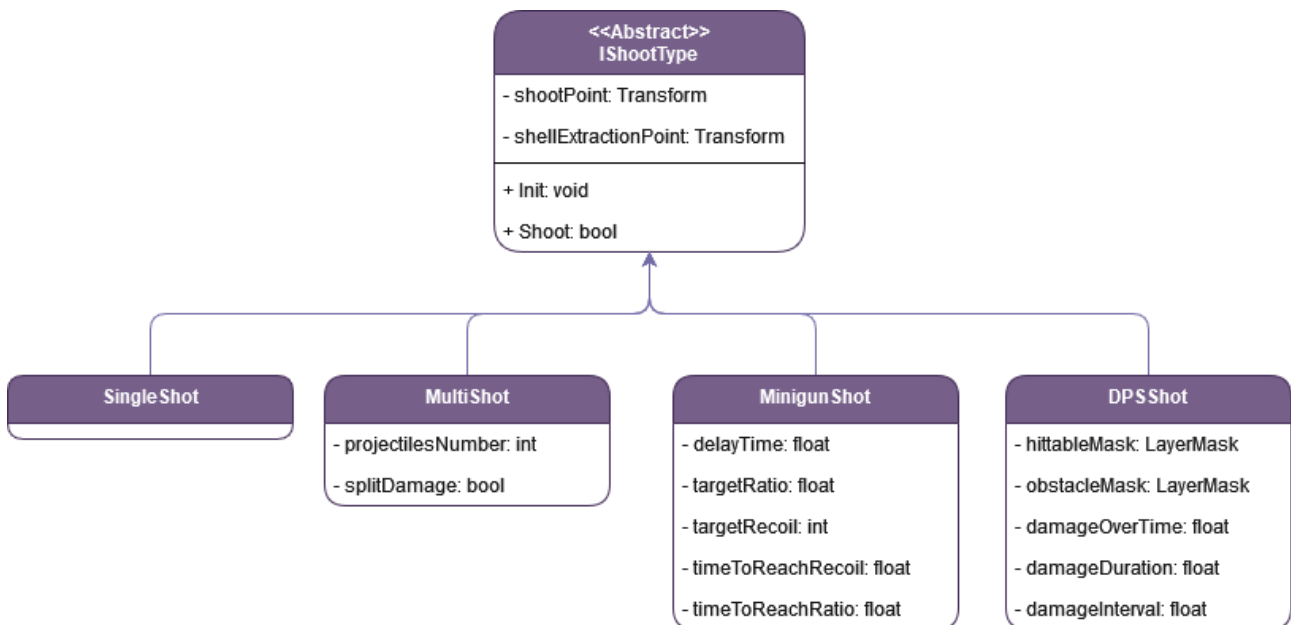 <<Abstract>>
IShootType
- shootPoint: Transform
- shellExtractionPoint: Transform
+ Init: void
+ Shoot: bool
SingleShot
MultiShot
- projectilesNumber: int
- splitDamage: bool
MinigunShot
- delayTime: float
- targetRatio: float
- targetRecoil: int
- timeToReachRecoil: float
- timeToReachRatio: float
DPSShot
- hittableMask: LayerMask
- obstacleMask: LayerMask
- damageOverTime: float
- damageDuration: float
- damageInterval: float